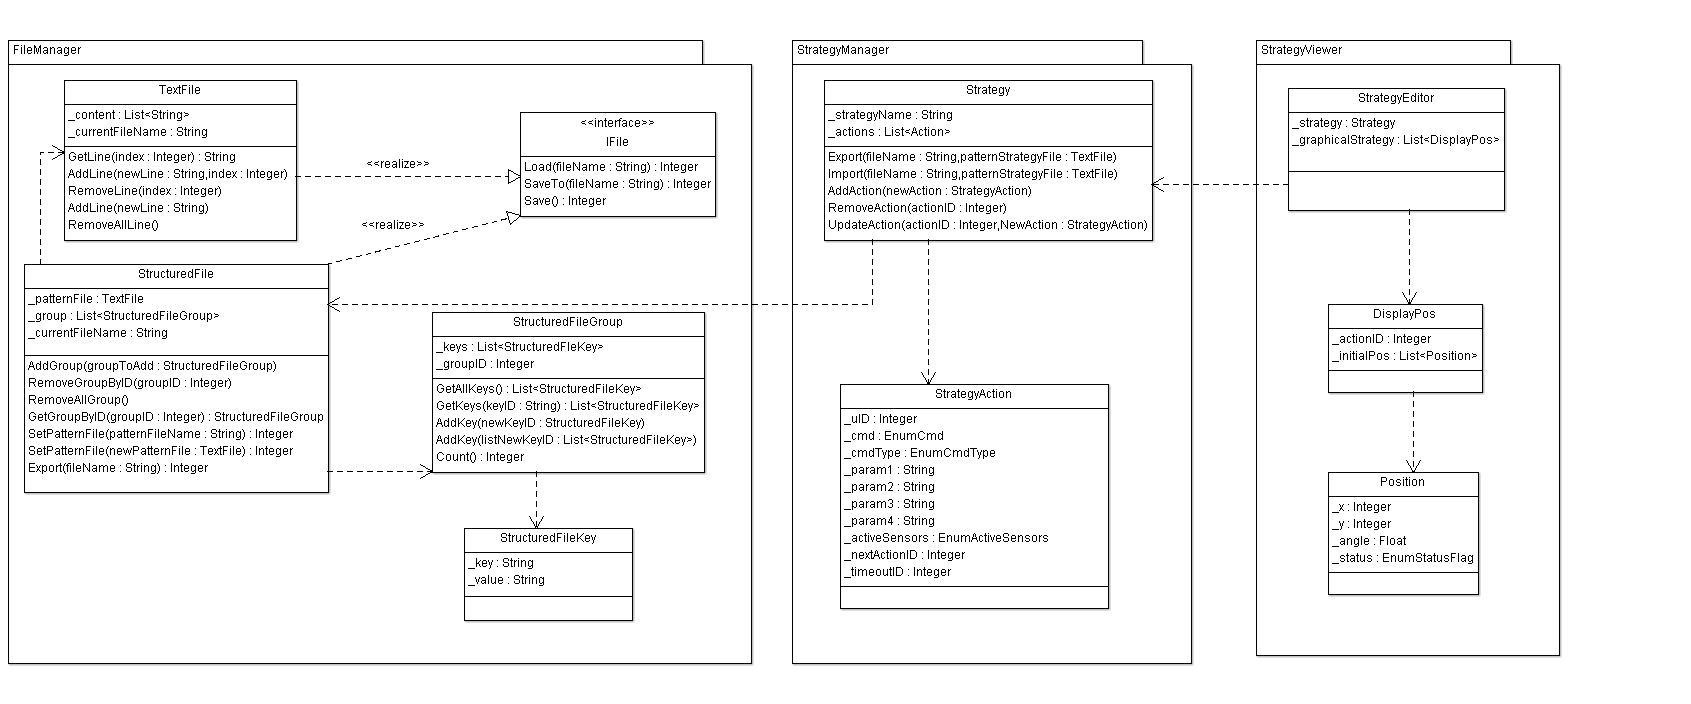 FileManager
TextFile
_content : List<String>
_currentFileName : String
GetLine(index : Integer) : String
AddLine(newLine : String,index : Integer)
RemoveLine(index : Integer)
AddLine(newLine : String)
RemoveAllLine()
<<realize>>
<<realize>>
<<interface>>
IFile
Load(fileName : String) : Integer
SaveTo(fileName : String) : Integer
Save() : Integer
StructuredFile
_patternFile : TextFile
_group : List<StructuredFileGroup>
_currentFileName : String
AddGroup(groupToAdd : StructuredFileGroup)
RemoveGroupByID(groupID : Integer)
RemoveAllGroup()
GetGroupByID(groupID : Integer) : StructuredFileGroup
SetPatternFile(patternFileName : String) : Integer
SetPatternFile(newPatternFile : TextFile) : Integer
Export(fileName : String) : Integer
StructuredFileGroup
_keys : List<StructuredFleKey>
_groupID : Integer
GetAllKeys() : List<StructuredFileKey>
GetKeys(keyID : String) : List<StructuredFileKey>
AddKey(newKeyID : StructuredFileKey)
AddKey(listNewKeyID : List<StructuredFileKey>)
Count() : Integer
StructuredFileKey
_key : String
_value : String
StrategyManager
Strategy
_strategyName : String
_actions : List<Action>
Export(fileName : String,patternStrategyFile : TextFile)
Import(fileName : String,patternStrategyFile : TextFile)
AddAction(newAction : StrategyAction)
RemoveAction(actionID : Integer)
UpdateAction(actionID : Integer,NewAction : StrategyAction)
StrategyAction
_uID : Integer
_cmd : EnumCmd
_cmdType : EnumCmdType
_param1 : String
_param2 : String
_param3 : String
_param4 : String
_activeSensors : EnumActiveSensors
_nextActionID : Integer
_timeoutID : Integer
StrategyViewer
StrategyEditor
_strategy : Strategy
_graphicalStrategy : List<DisplayPos>
DisplayPos
_actionID : Integer
_initialPos : List<Position>
Position
_x : Integer
_y : Integer
_angle : Float
_status : EnumStatusFlag